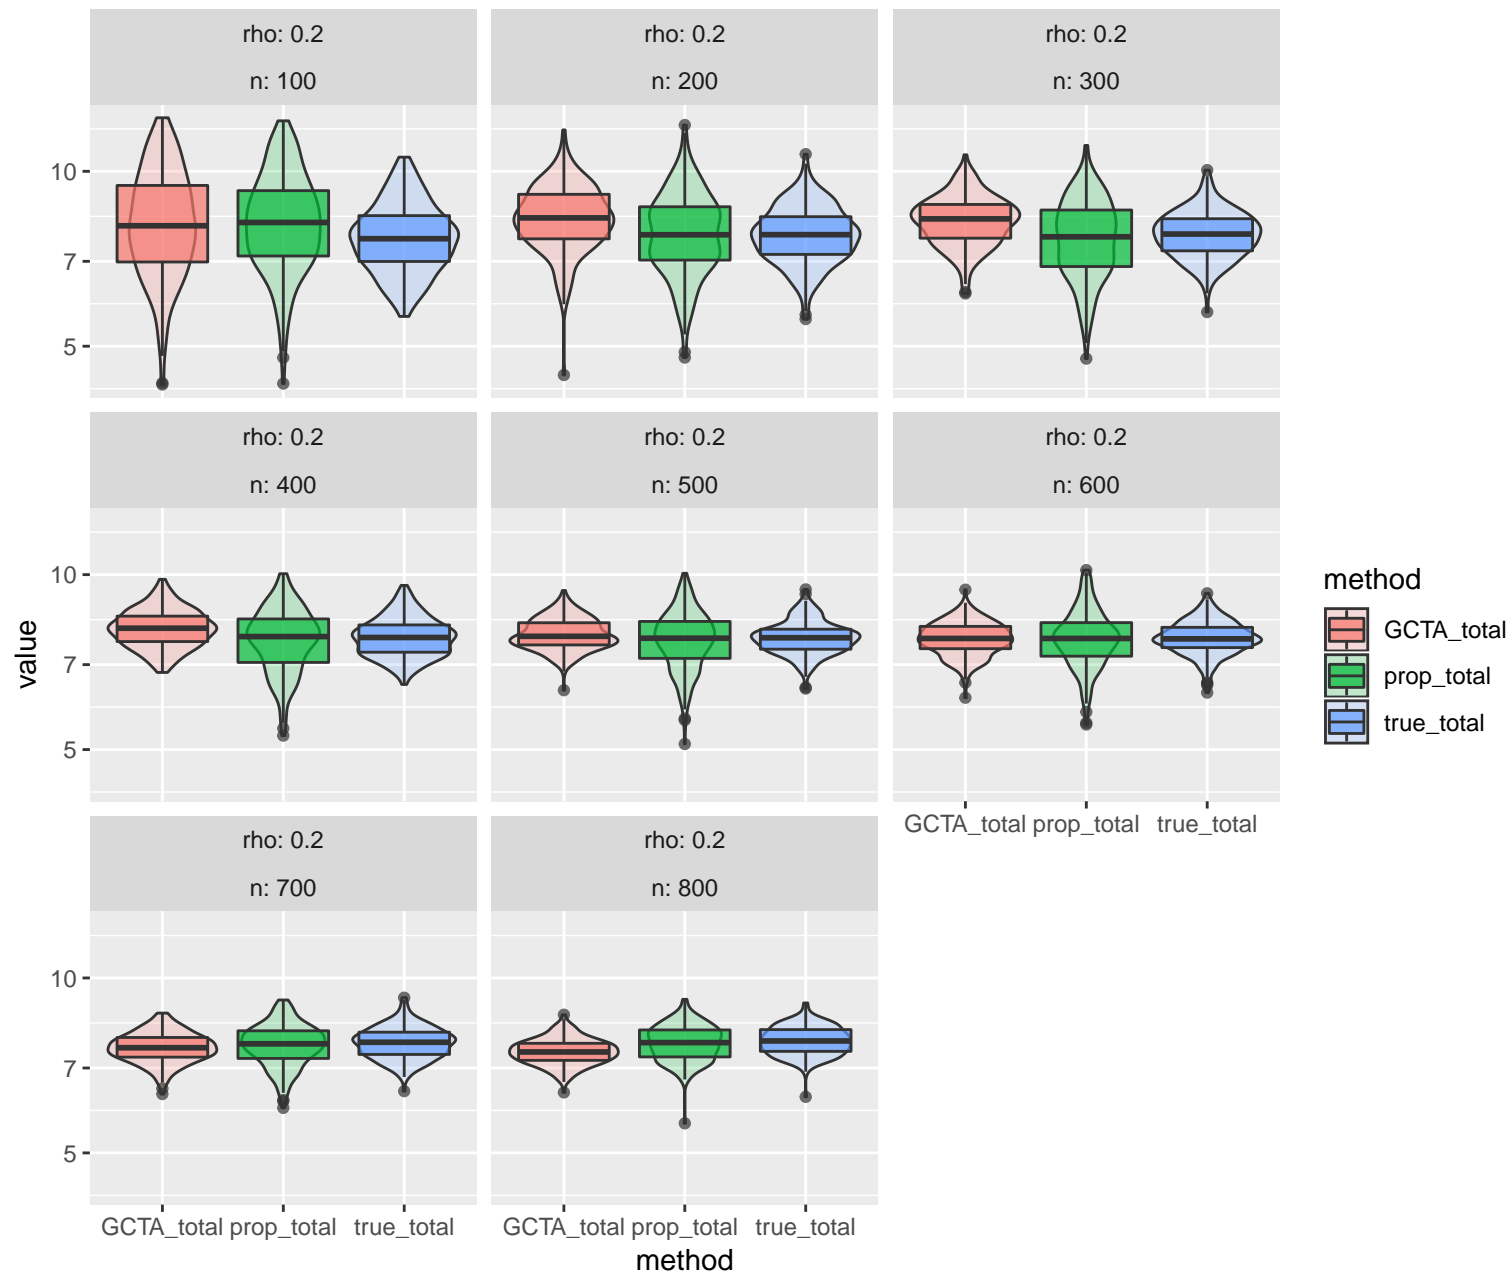 rho: 0.2
rho: 0.2
rho: 0.2
n: 100
n: 200
n: 300
10
7
5
rho: 0.2
rho: 0.2
rho: 0.2
n: 400
n: 500
n: 600
10
7
5
value
GCTA_total prop_total true_total
method
GCTA_total
prop_total
true_total
rho: 0.2
rho: 0.2
n: 700
n: 800
10
7
5
GCTA_total prop_total true_total
GCTA_total prop_total true_total
method